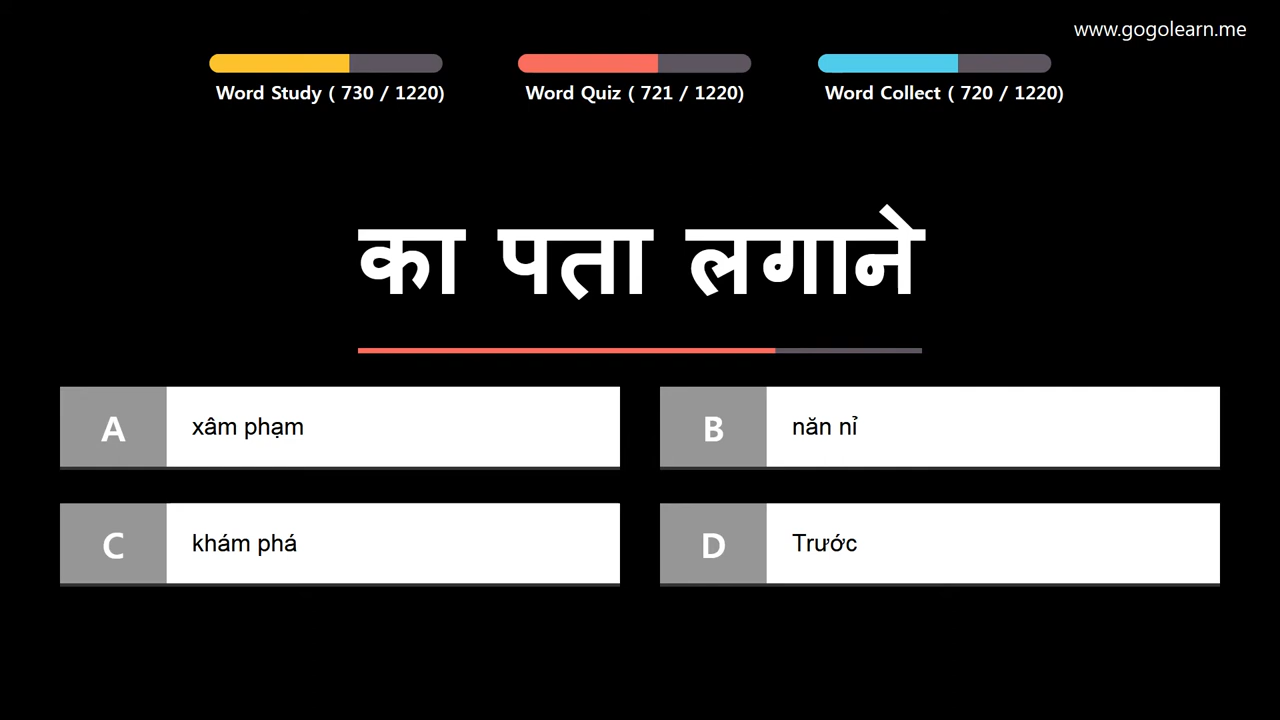 www.gogolearn.me
Word Study ( 730 / 1220)
Word Quiz ( 721 / 1220)
Word Collect ( 720 / 1220)
का पता लगाने
A
xâm phạm
B
năn nỉ
C
khám phá
D
Trước